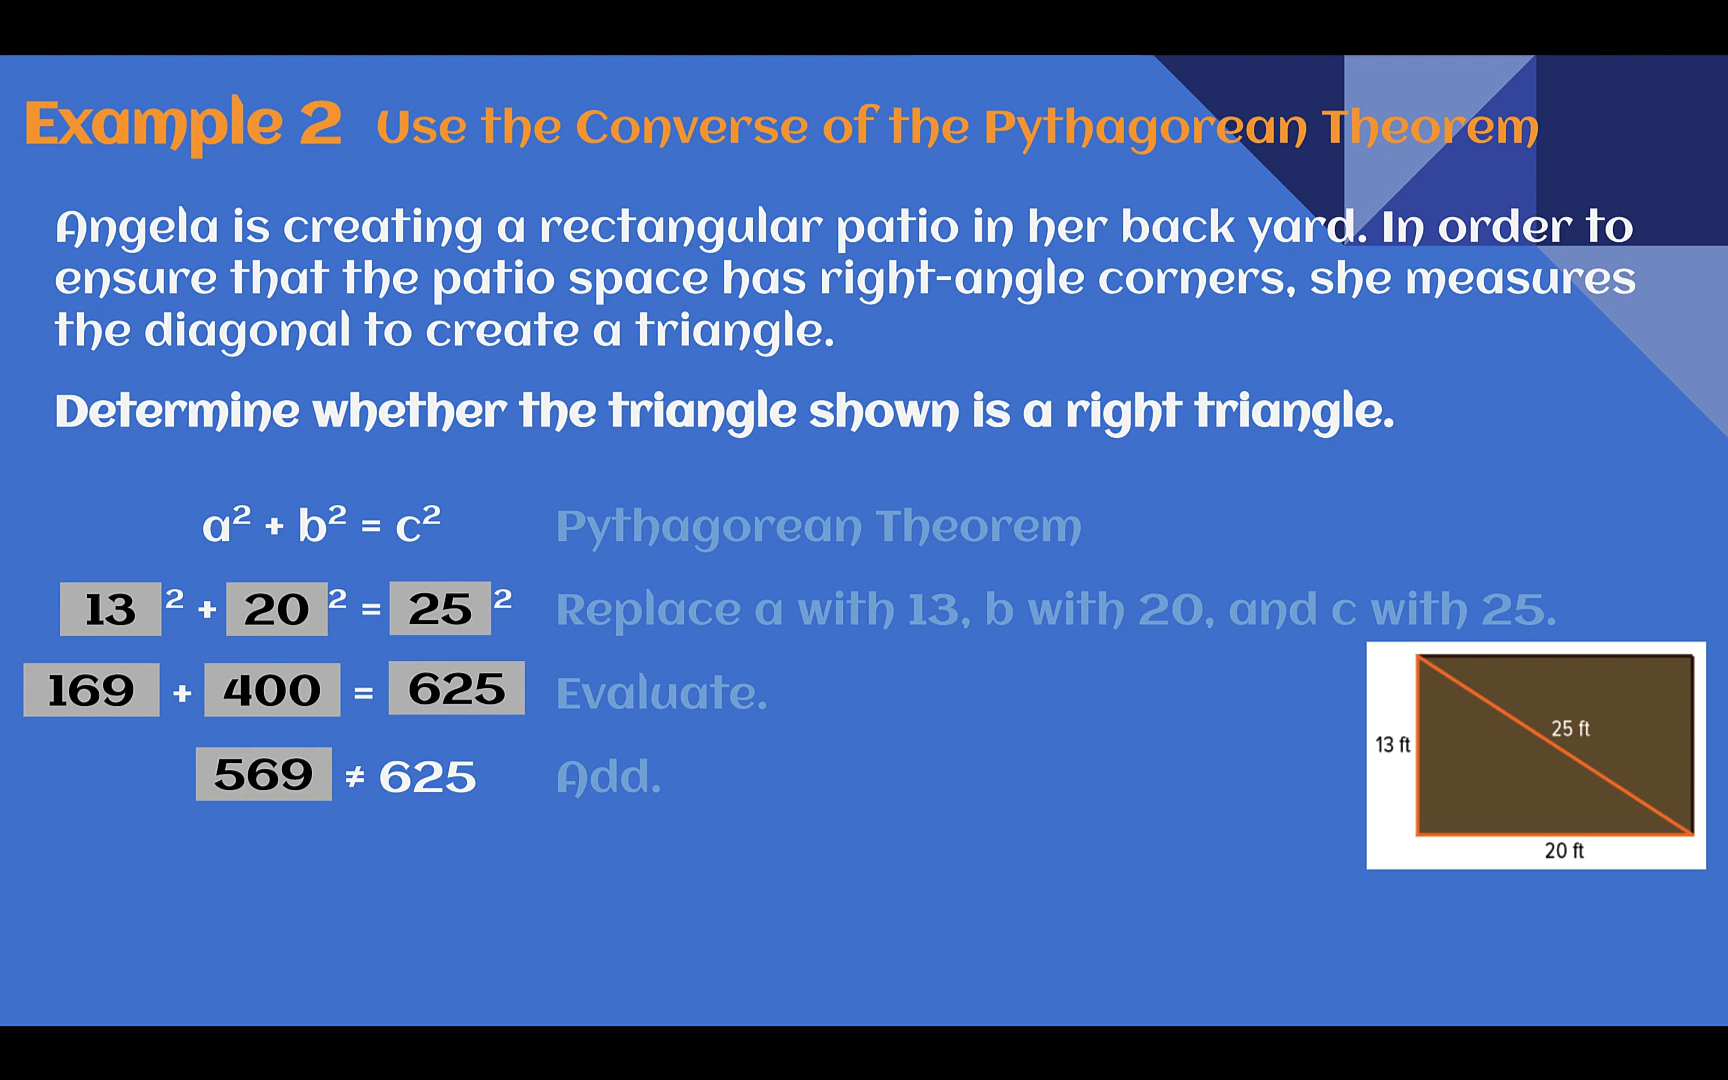 Example 2 Use the Converse of the Pythagorean Theorem
Angela is creating a rectangular patio in her back yard. In order to
ensure that the patio space has right-angle corners, she measures
the diagonal to create a triangle.
Determine whether the triangle shown is a right triangle.
a² + b² = c² Pythagorean Theorem
13 ² + 20 ² = 25 ² Replace a with 13, b with 20, and c with 25.
169 + 400 = 625 Evaluate.
569 ≠ 625 Add.
25 ft
13 ft
20 ft